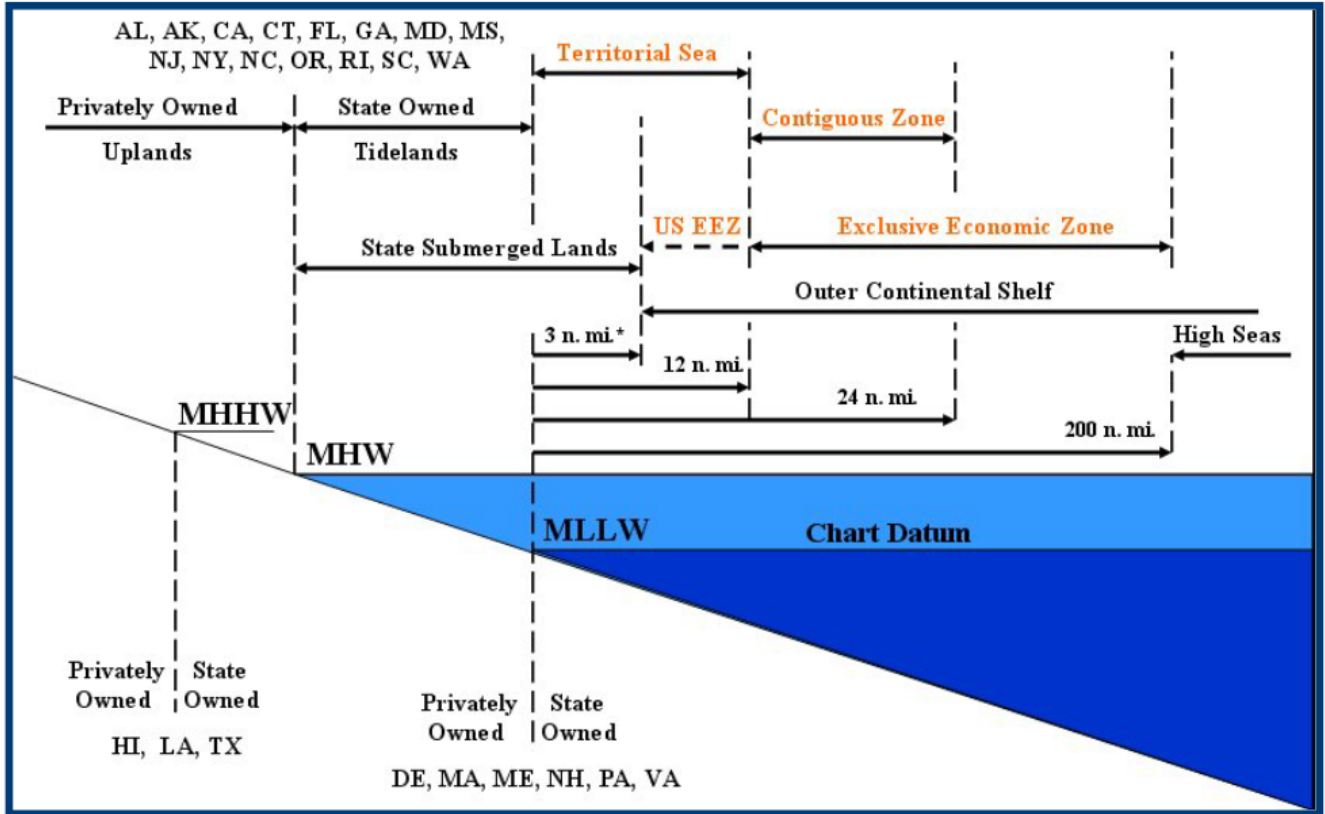 AL, AK, CA, CT, FL, GA, MD, MS,
NJ, NY, NC, OR, RI, SC, WA
Territorial Sea
Privately Owned
Uplands
State Owned
Tidelands
Contiguous Zone
US EEZ
Exclusive Economic Zone
State Submerged Lands
Outer Continental Shelf
3 n. mi.*
High Seas
12 n. mi.
24 n. mi.
200 n. mi.
MHHW
MHW
MLLW
Chart Datum
Privately
Owned
State
Owned
HI, LA, TX
Privately
Owned
State
Owned
DE, MA, ME, NH, PA, VA